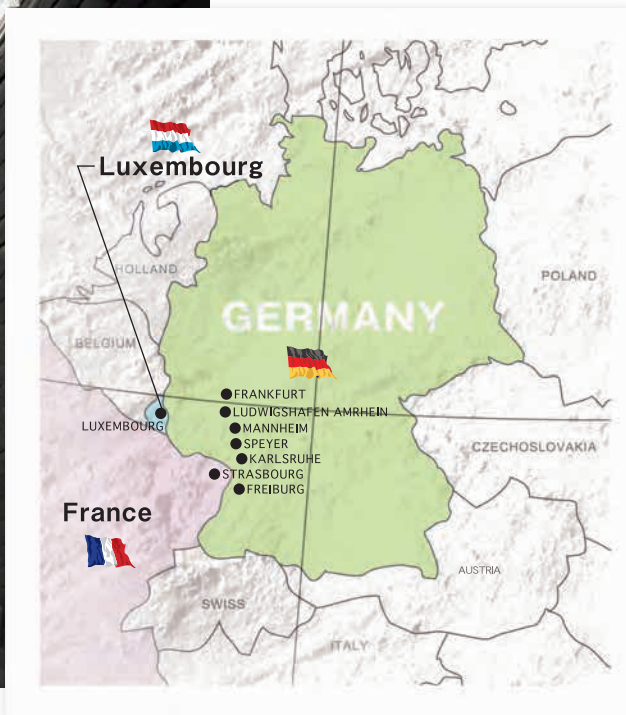 Luxembourg
HOLLAND
POLAND
GERMANY
BELGIUM
FRANKFURT
LUDWIGSHAFEN AMRHEIN
LUXEMBOURG
MANNHEIM
SPEYER
CZECHOSLOVAKIA
KARLSRUHE
STRASBOURG
FREIBURG
France
AUSTRIA
SWISS
ITALY